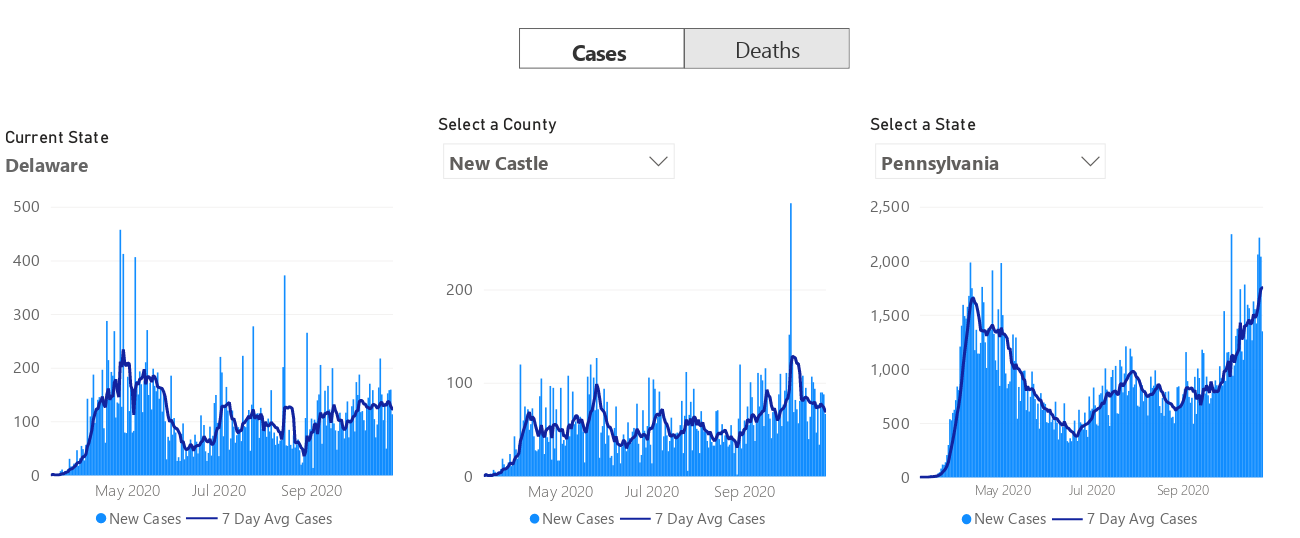 Cases Deaths
Current State
Delaware
500
400
300
200
100
0
May 2020 Jul 2020 Sep 2020
New Cases 7 Day Avg Cases
Select a County
New Castle
200
100
0
May 2020 Jul 2020 Sep 2020
New Cases 7 Day Avg Cases
Select a State
Pennsylvania
2,500
2,000
1,500
1,000
500
0
May 2020 Jul 2020 Sep 2020
New Cases 7 Day Avg Cases